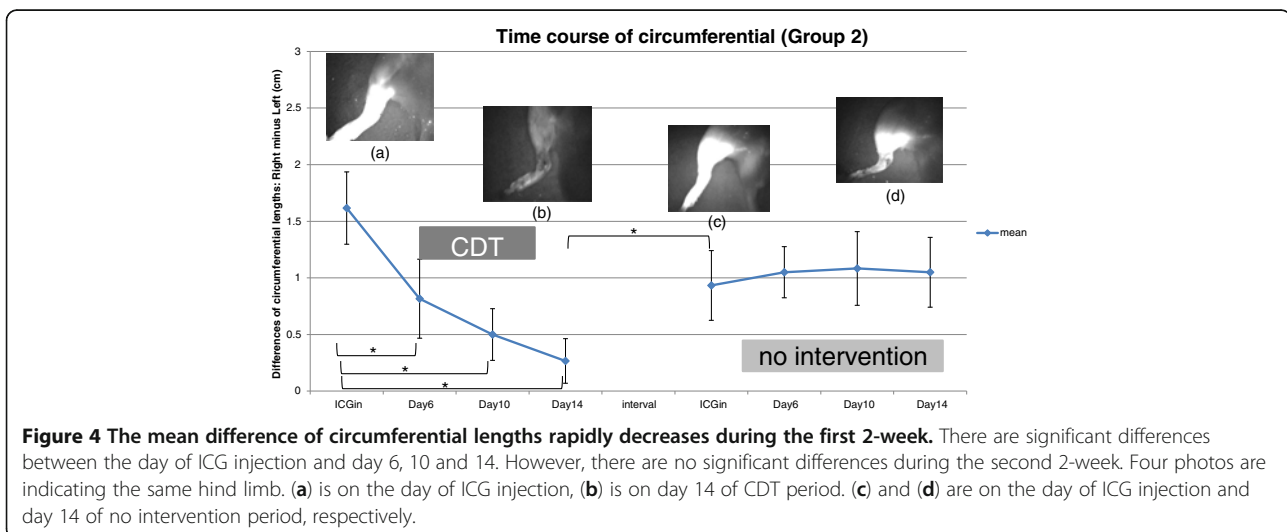 Time course of circumferential (Group 2)
Differences of circumferential lengths: Right minus Left (cm)
3
2.5
2
1.5
1
0.5
0
(a)
(b)
(c)
(d)
CDT
*
mean
*
*
*
no intervention
ICGin Day6 Day10 Day14 interval ICGin Day6 Day10 Day14
Figure 4 The mean difference of circumferential lengths rapidly decreases during the first 2-week. There are significant differences
between the day of ICG injection and day 6, 10 and 14. However, there are no significant differences during the second 2-week. Four photos are
indicating the same hind limb. (a) is on the day of ICG injection, (b) is on day 14 of CDT period. (c) and (d) are on the day of ICG injection and
day 14 of no intervention period, respectively.